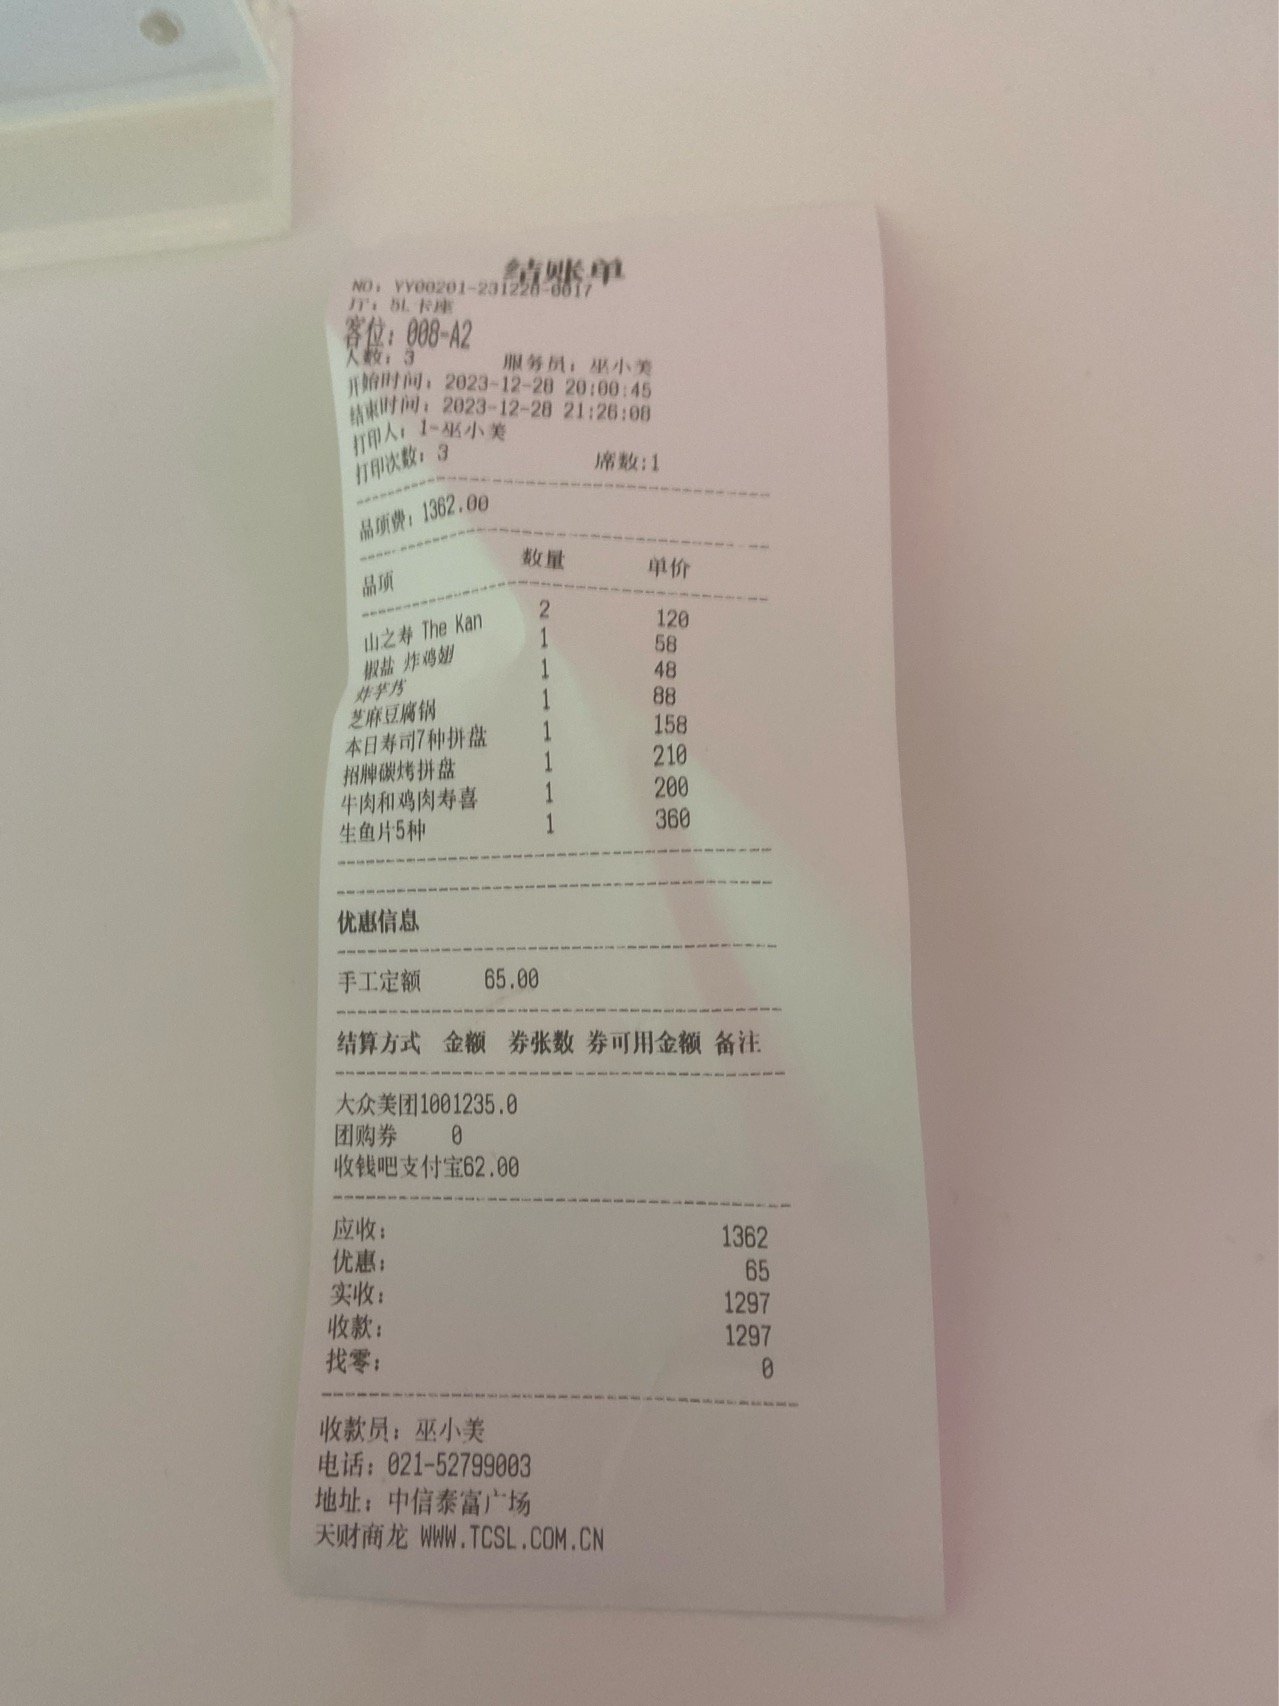 结账单
NO: YY00201-231228-0017
厅: 5L卡座
客位: 008-A2
人数: 3 服务员: 巫小美
开始时间: 2023-12-28 20:00:45
结束时间: 2023-12-28 21:26:08
打印人: 1-巫小美
打印次数: 3 席数:1
品项费: 1362.00
品项 数量 单价
山之寿 The Kan 2 120
椒盐 炸鸡翅 1 58
炸芋 1 48
芝麻豆腐锅 1 88
本日寿司7种拼盘 1 158
招牌碳烤拼盘 1 210
牛肉和鸡肉寿喜 1 200
生鱼片5种 1 360
优惠信息
手工定额 65.00
结算方式 金额 券张数 券可用金额 备注
大众美团1001235.0
团购券 0
收钱吧支付宝62.00
应收: 1362
优惠: 65
实收: 1297
收款: 1297
找零: 0
收款员: 巫小美
电话: 021-52799003
地址: 中信泰富广场
天财商龙 WWW.TCSL.COM.CN